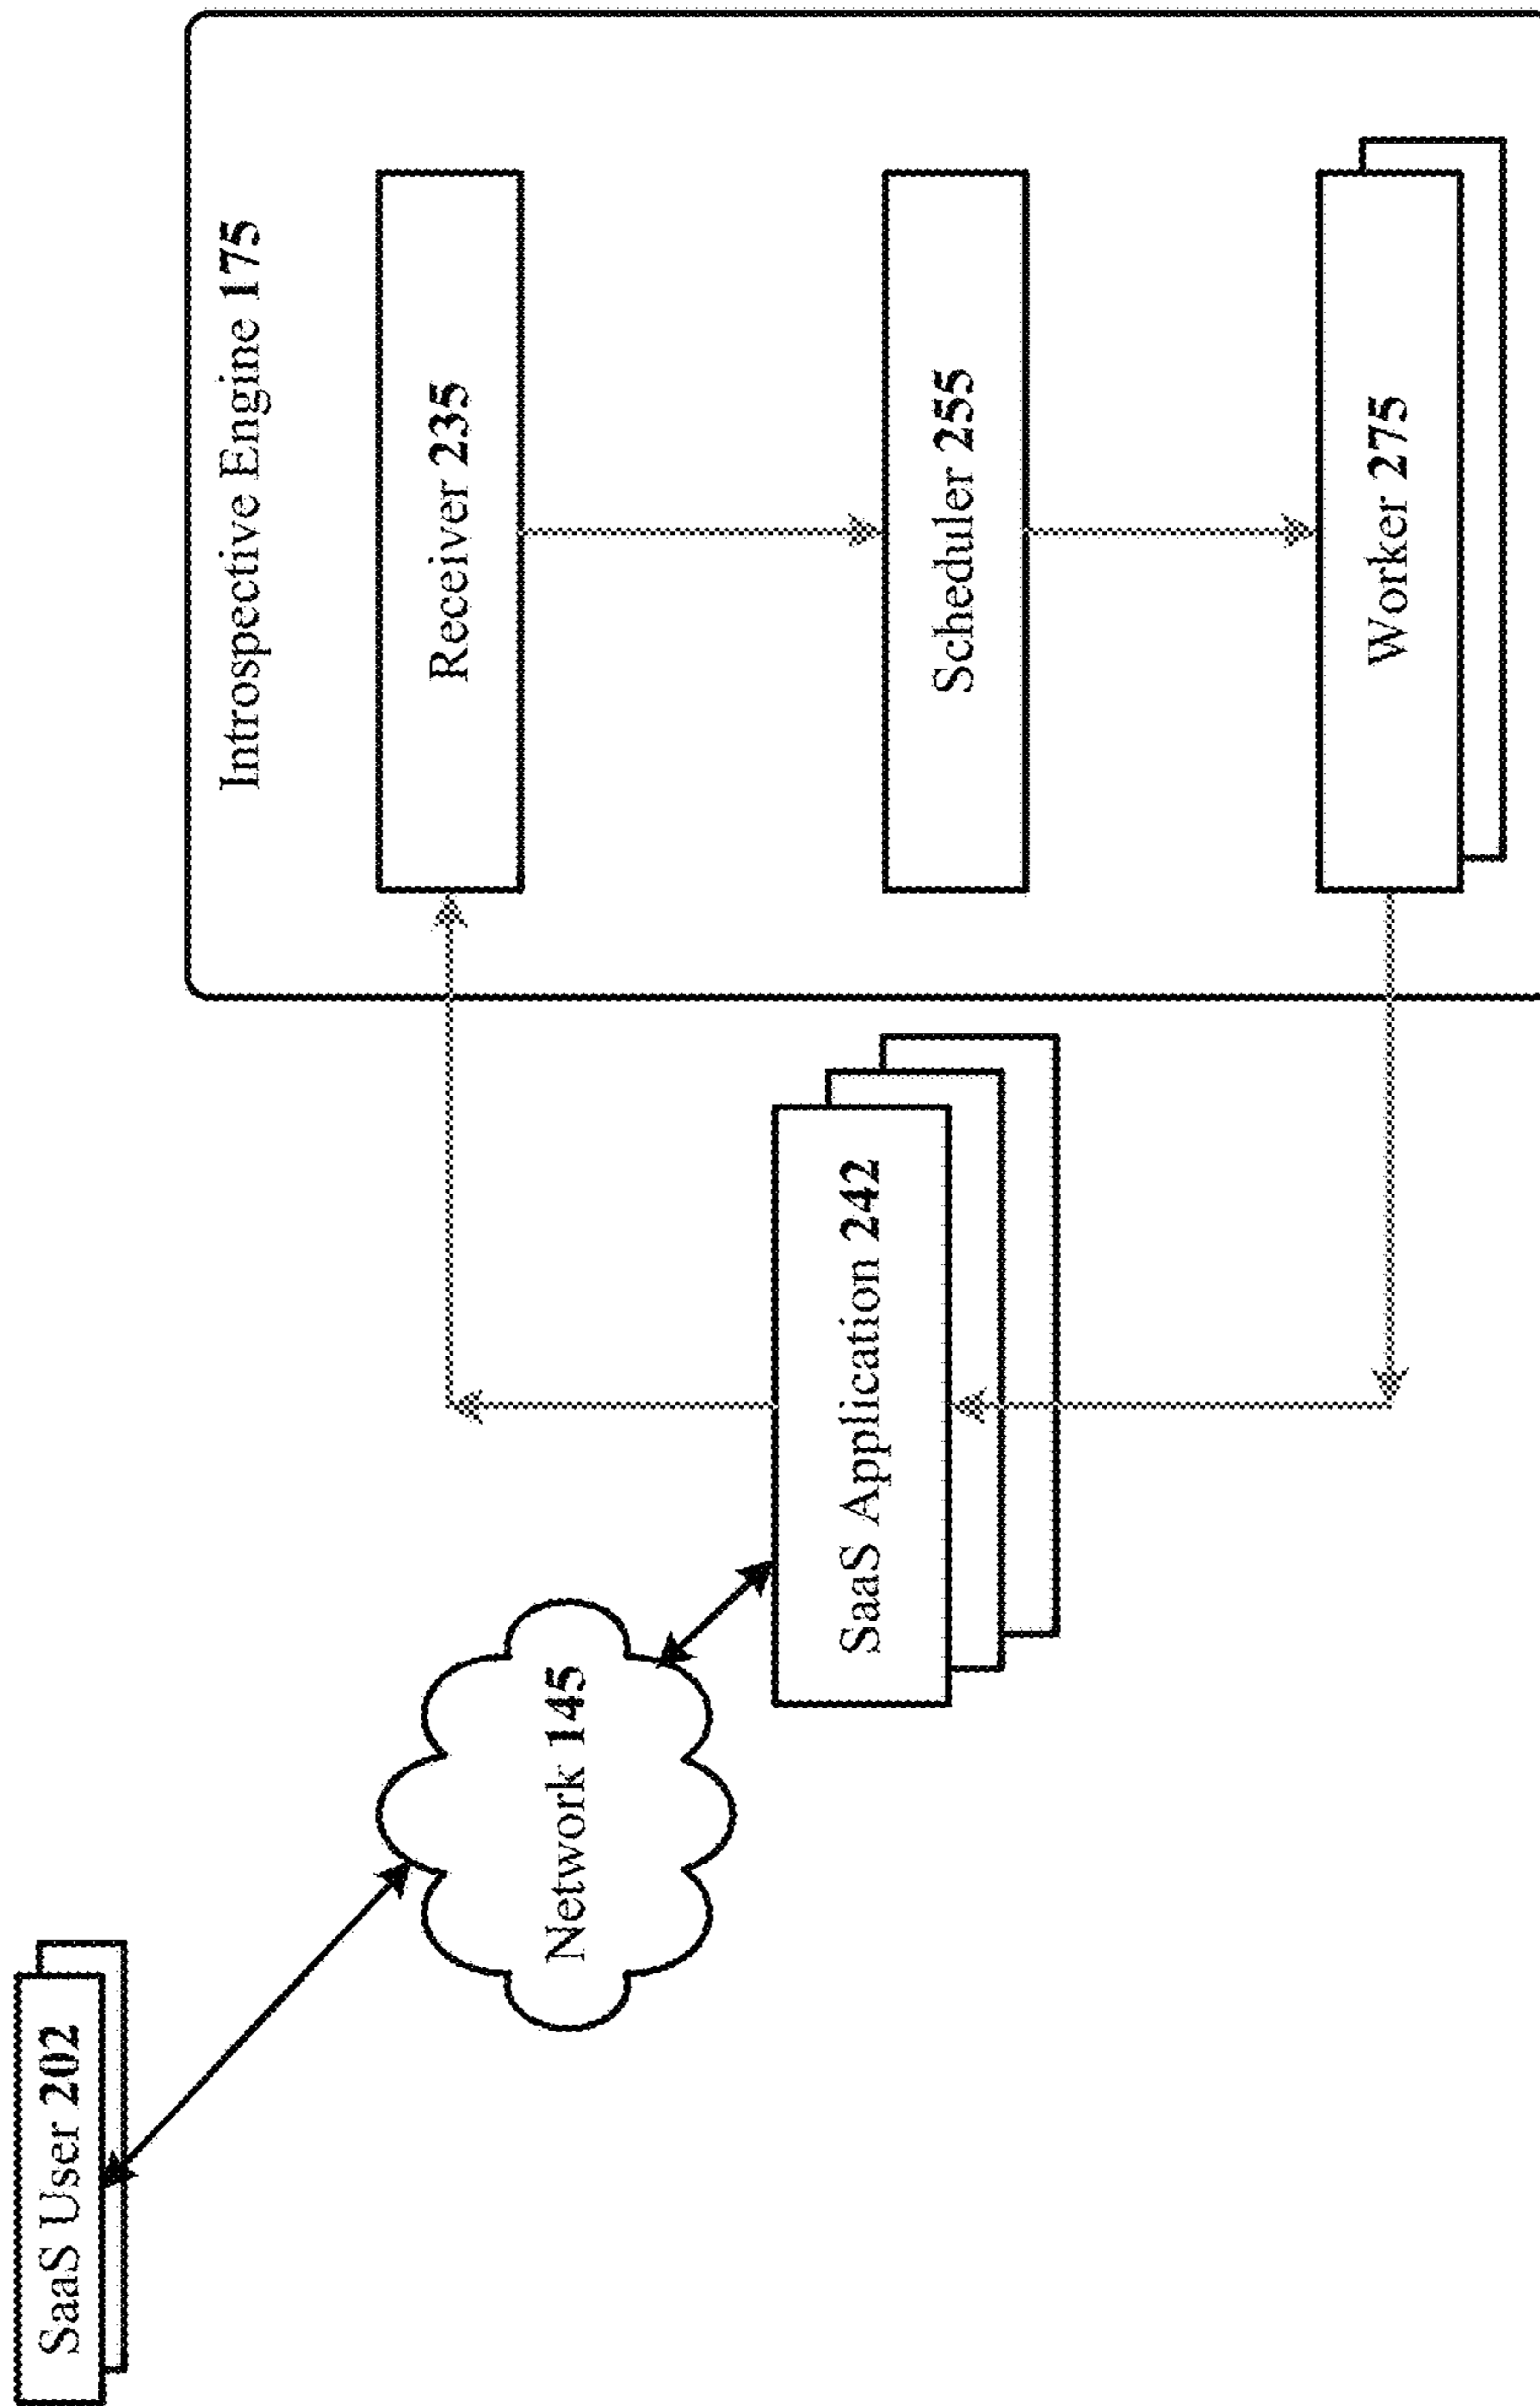 SaaS User 202
Network 145
SaaS Application 242
Introspective Engine 175
Receiver 235
Scheduler 255
Worker 275